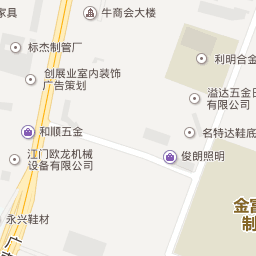 家具
牛商会大楼
标杰制管厂
利明合金
创展业室内装饰
广告策划
溢达五金日
有限公司
和顺五金
名特达鞋底
江门欧龙机械
设备有限公司
俊朗照明
金富
制
永兴鞋材
广